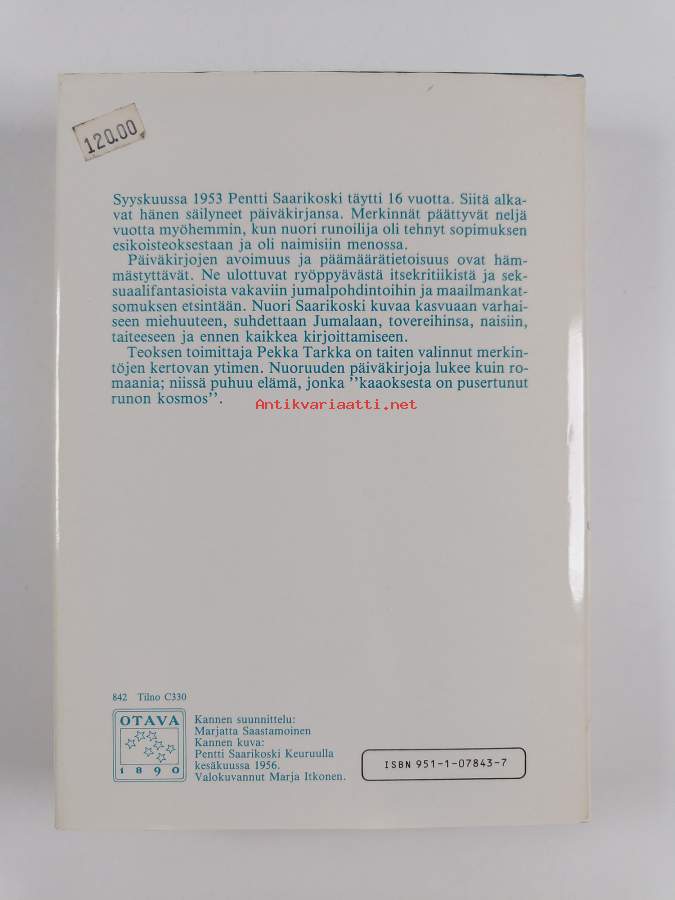 120.00
Syyskuussa 1953 Pentti Saarikoski täytti 16 vuotta. Siitä alka-
vat hänen säilyneet päiväkirjansa. Merkinnät päättyvät neljä
vuotta myöhemmin, kun nuori runoilija oli tehnyt sopimuksen
esikoisteoksestaan ja oli naimisiin menossa.
Päiväkirjojen avoimuus ja päämäärätietoisuus ovat häm-
mästyttävät. Ne ulottuvat ryöppyävästä itsekritiikistä ja sek-
suaalifantasioista vakaviin jumalpohdintoihin ja maailmankat-
somuksen etsintään. Nuori Saarikoski kuvaa kasvuaan varhai-
seen miehuuteen, suhdettaan Jumalaan, tovereihinsa, naisiin,
taiteeseen ja ennen kaikkea kirjoittamiseen.
Teoksen toimittaja Pekka Tarkka on taiten valinnut merkin-
töjen kertovan ytimen. Nuoruuden päiväkirjoja lukee kuin ro-
maania; niissä puhuu elämä, jonka ''kaaoksesta on pusertunut
runon kosmos''.
Antikvariaatti.net
842 Tilno C330
OTAVA
1890
Kannen suunnittelu:
Marjatta Saastamoinen
Kannen kuva:
Pentti Saarikoski Keuruulla
kesäkuussa 1956.
Valokuvannut Marja Itkonen.
ISBN 951-1-07843-7